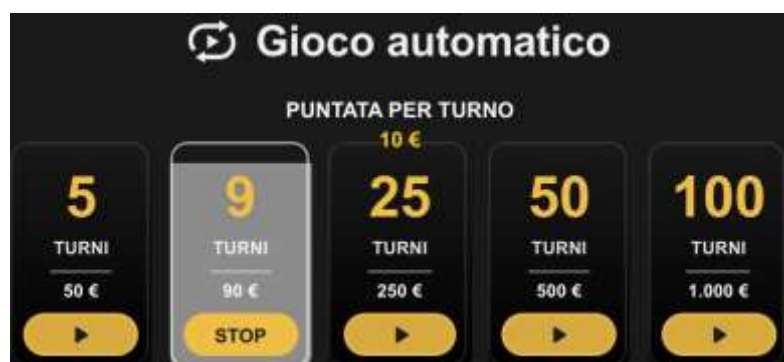 Gioco automatico
PUNTATA PER TURNO
10 €
5 9 25 50 100
TURNI TURNI TURNI TURNI TURNI
50 € 90 € 250 € 500 € 1.000 €
STOP